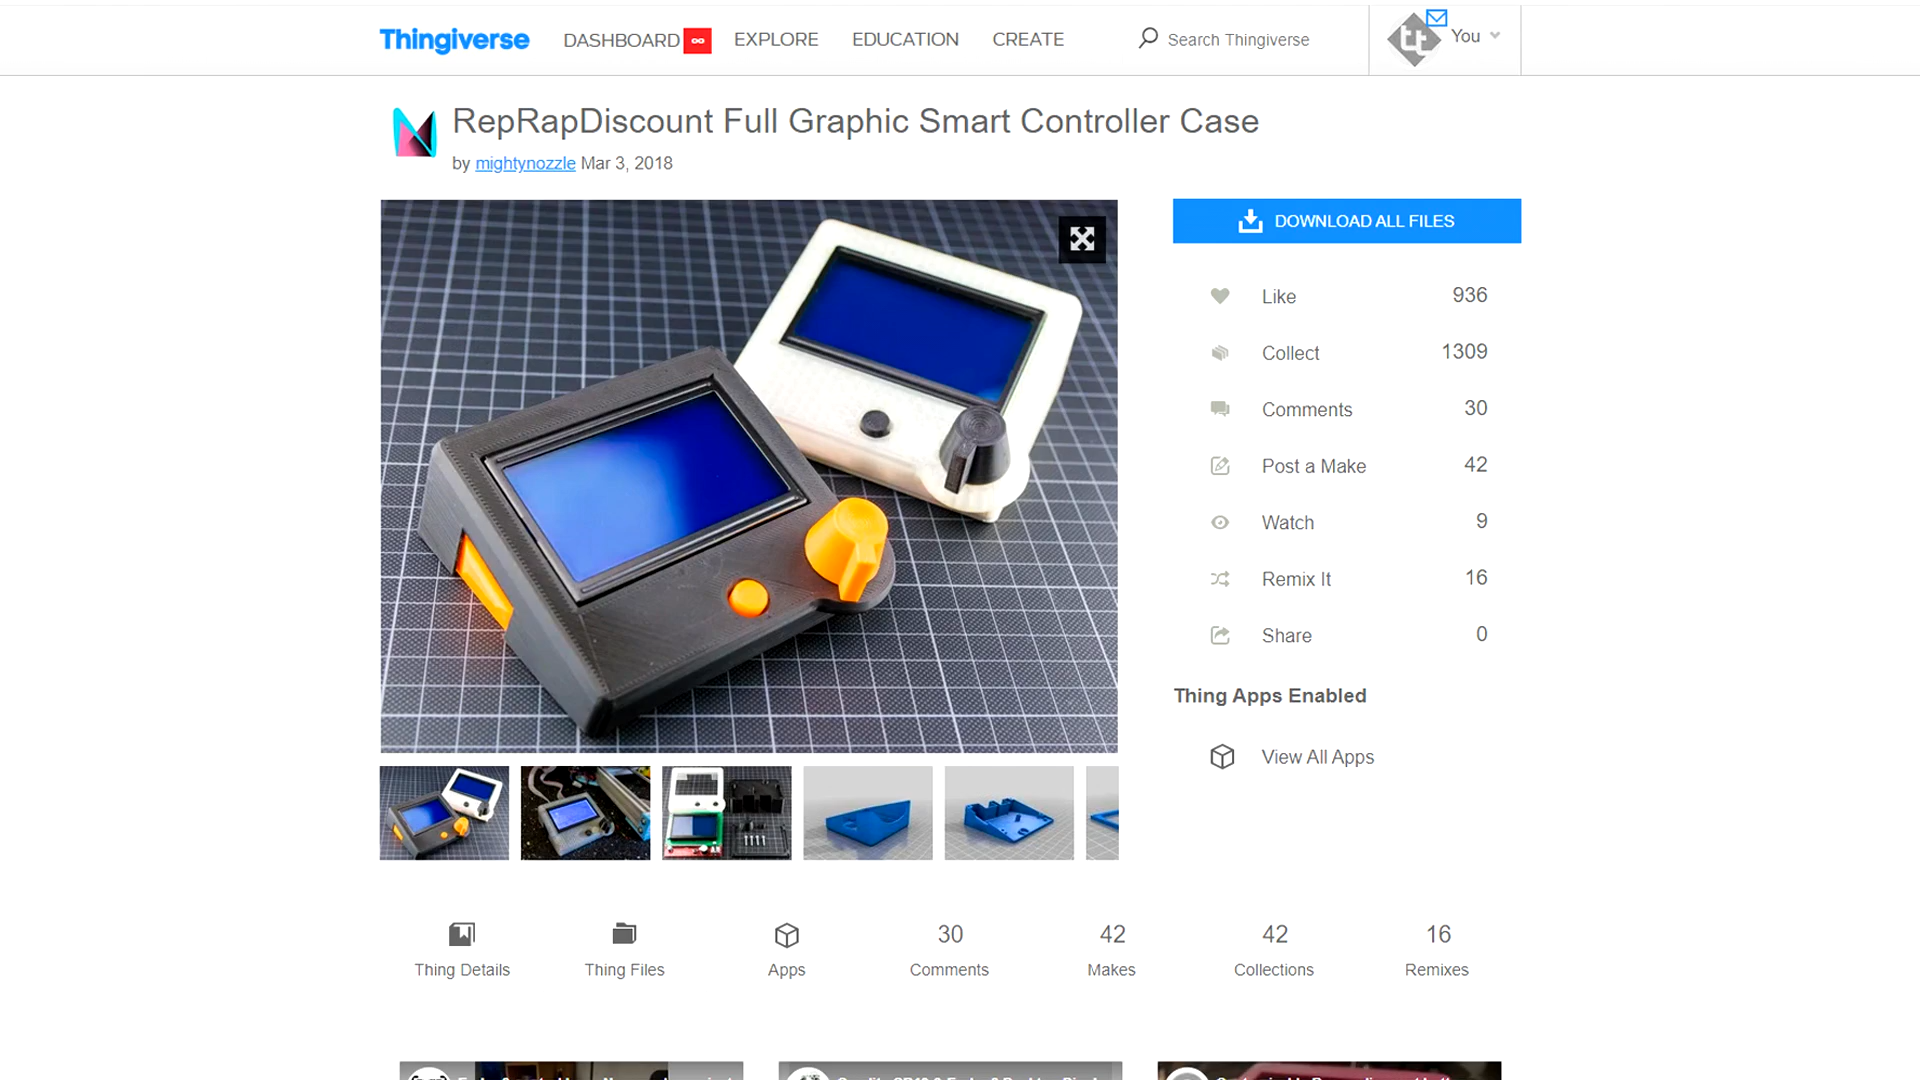 Thingiverse
DASHBOARD
EXPLORE
EDUCATION
CREATE
Search Thingiverse
You
RepRapDiscount Full Graphic Smart Controller Case
by mightynozzle Mar 3, 2018
DOWNLOAD ALL FILES
Like 936
Collect 1309
Comments 30
Post a Make 42
Watch 9
Remix It 16
Share 0
Thing Apps Enabled
View All Apps
Thing Details
Thing Files
Apps
30 Comments
42 Makes
42 Collections
16 Remixes